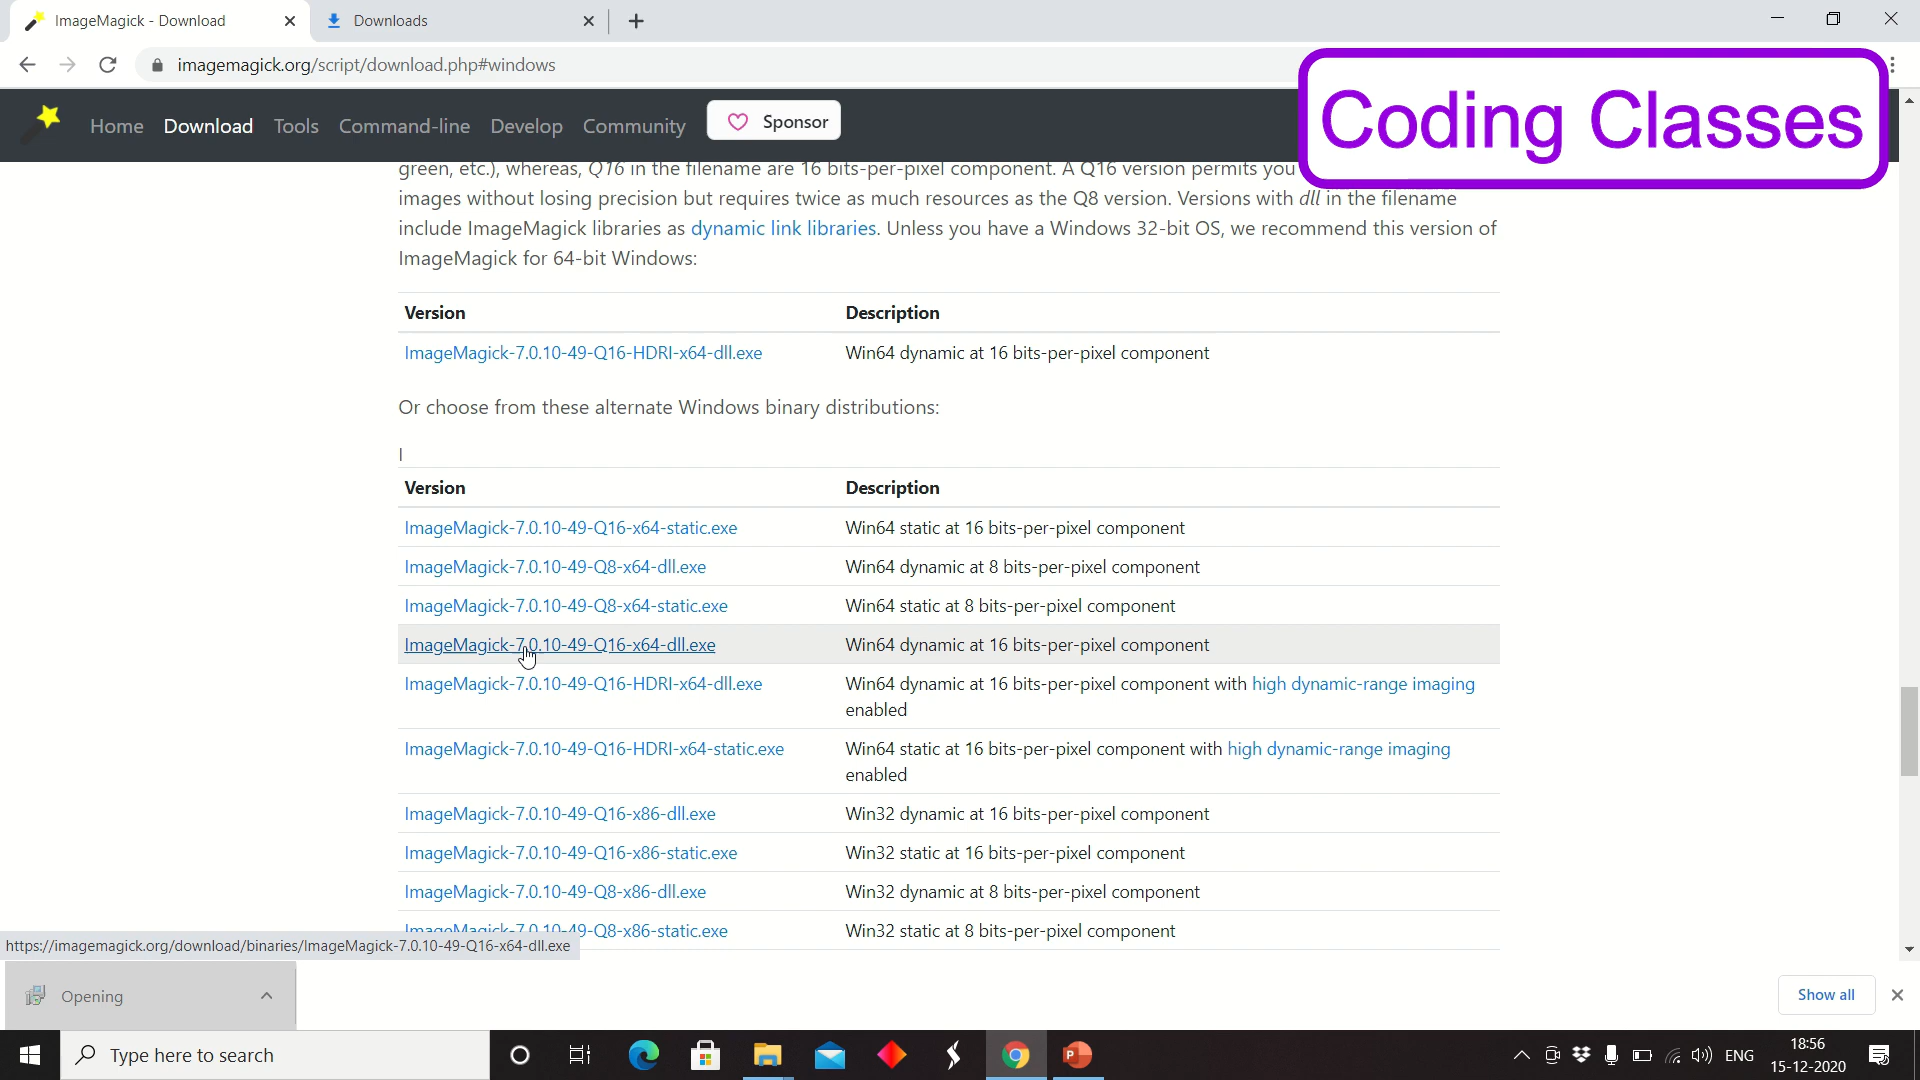 ImageMagick - Download
Downloads
imagemagick.org/script/download.php#windows
Coding Classes
Home Download Tools Command-line Develop Community Sponsor
green, etc.), whereas, Q16 in the filename are 16 bits-per-pixel component. A Q16 version permits you
images without losing precision but requires twice as much resources as the Q8 version. Versions with dll in the filename
include ImageMagick libraries as dynamic link libraries. Unless you have a Windows 32-bit OS, we recommend this version of
ImageMagick for 64-bit Windows:
Version Description
ImageMagick-7.0.10-49-Q16-HDRI-x64-dll.exe Win64 dynamic at 16 bits-per-pixel component
Or choose from these alternate Windows binary distributions:
Version Description
ImageMagick-7.0.10-49-Q16-x64-static.exe Win64 static at 16 bits-per-pixel component
ImageMagick-7.0.10-49-Q8-x64-dll.exe Win64 dynamic at 8 bits-per-pixel component
ImageMagick-7.0.10-49-Q8-x64-static.exe Win64 static at 8 bits-per-pixel component
ImageMagick-7.0.10-49-Q16-x64-dll.exe Win64 dynamic at 16 bits-per-pixel component
ImageMagick-7.0.10-49-Q16-HDRI-x64-dll.exe Win64 dynamic at 16 bits-per-pixel component with high dynamic-range imaging
enabled
ImageMagick-7.0.10-49-Q16-HDRI-x64-static.exe Win64 static at 16 bits-per-pixel component with high dynamic-range imaging
enabled
ImageMagick-7.0.10-49-Q16-x86-dll.exe Win32 dynamic at 16 bits-per-pixel component
ImageMagick-7.0.10-49-Q16-x86-static.exe Win32 static at 16 bits-per-pixel component
ImageMagick-7.0.10-49-Q8-x86-dll.exe Win32 dynamic at 8 bits-per-pixel component
ImageMagick-7.0.10-49-Q8-x86-static.exe Win32 static at 8 bits-per-pixel component
https://imagemagick.org/download/binaries/ImageMagick-7.0.10-49-Q16-x64-dll.exe
Opening
Show all
Type here to search
ENG
18:56
15-12-2020